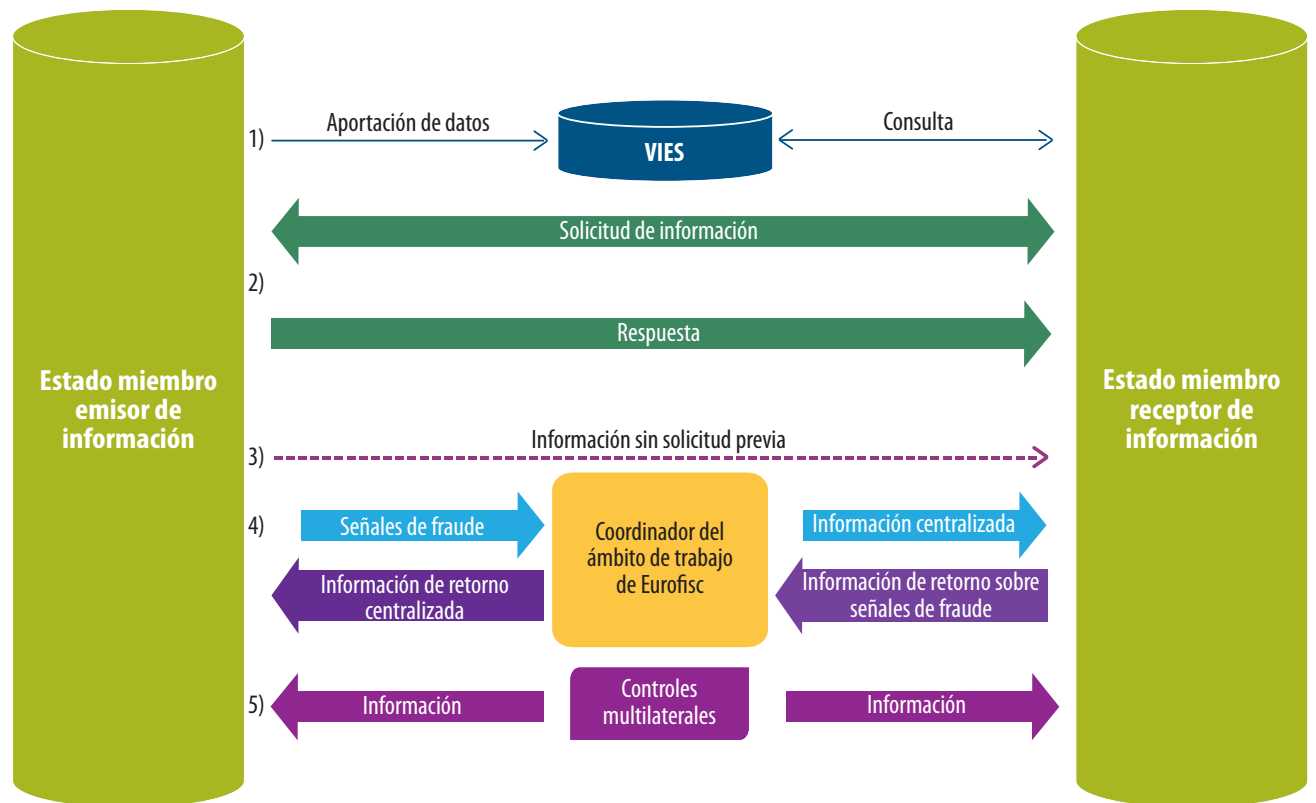 1)
Aportación de datos
VIES
Consulta
Solicitud de información
2)
Respuesta
Estado miembro
emisor de
información
Estado miembro
receptor de
información
3)
Información sin solicitud previa
4)
Señales de fraude
Coordinador del
ámbito de trabajo
de Eurofisc
Información centralizada
Información de retorno
centralizada
Información de retorno sobre
señales de fraude
5)
Información
Controles
multilaterales
Información